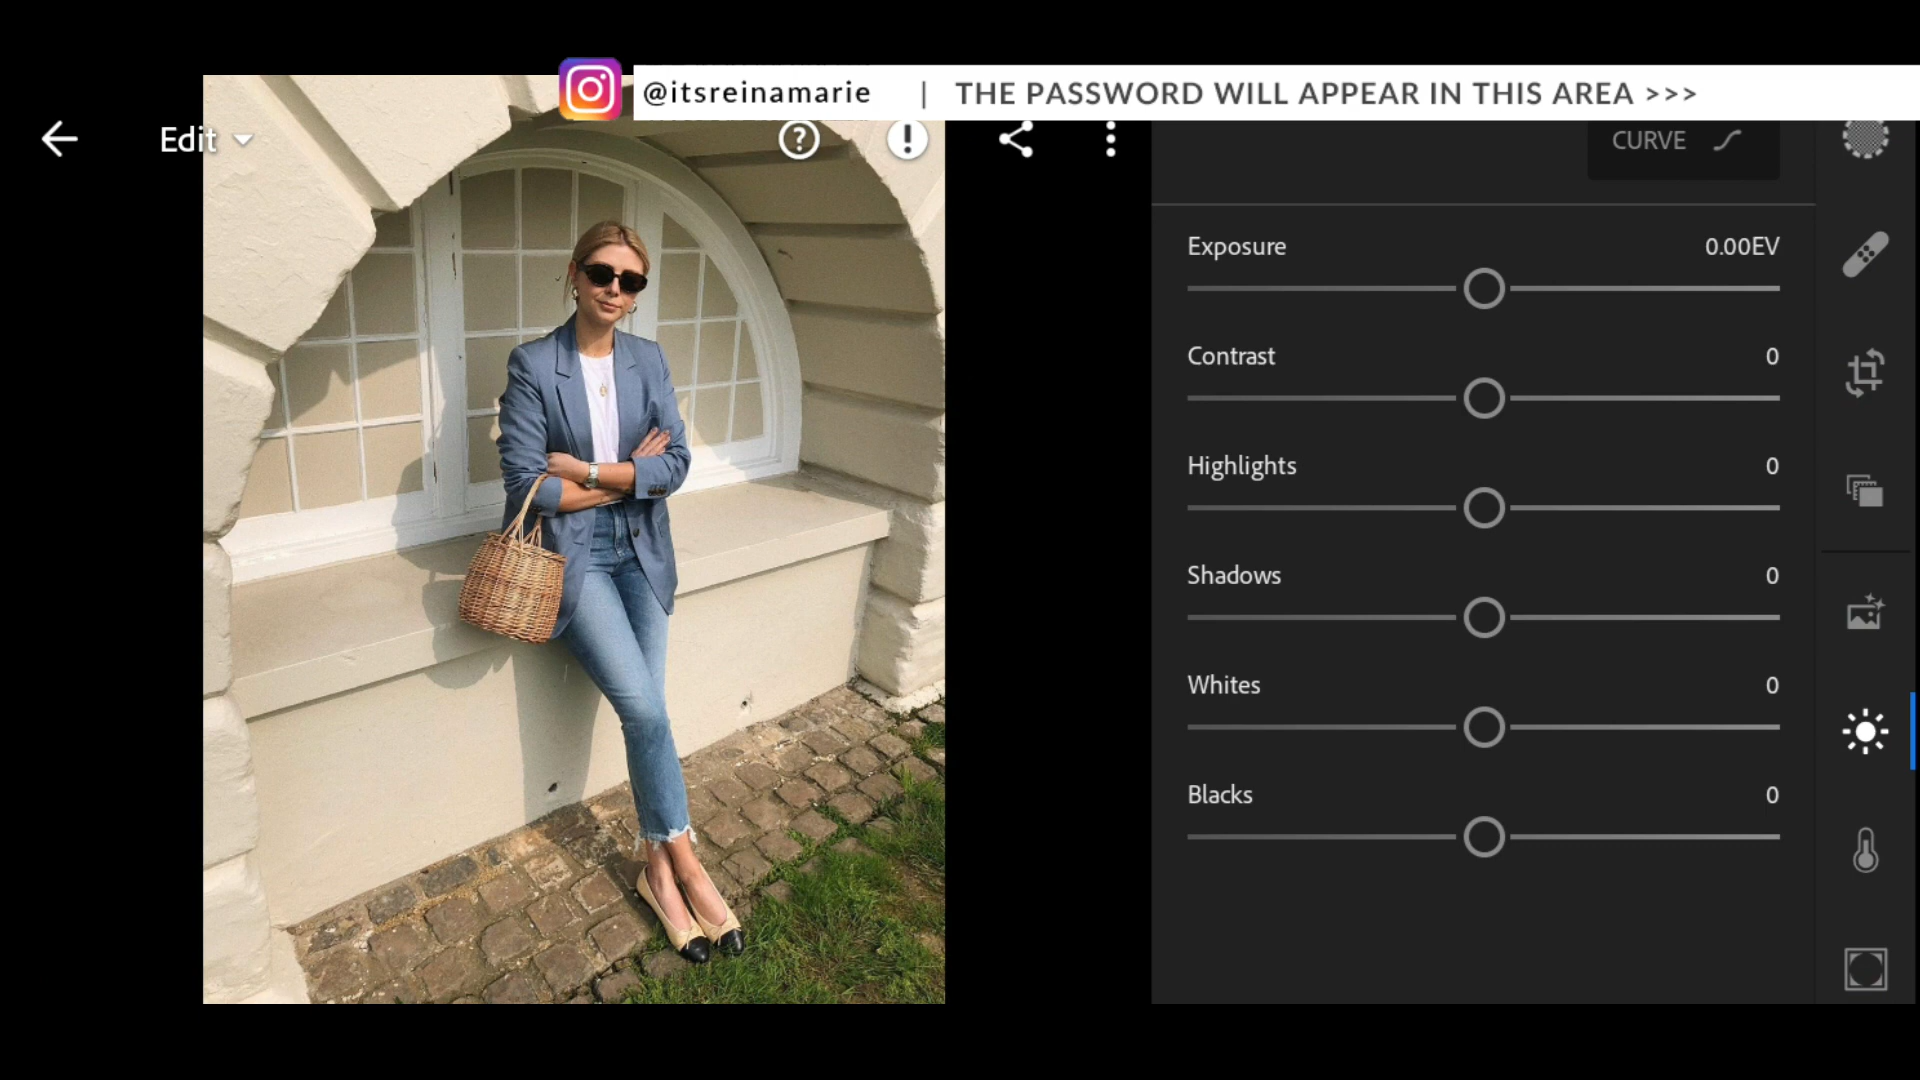 @itsreinamarie | THE PASSWORD WILL APPEAR IN THIS AREA >>>
Edit
CURVE
Exposure 0.00EV
Contrast 0
Highlights 0
Shadows 0
Whites 0
Blacks 0